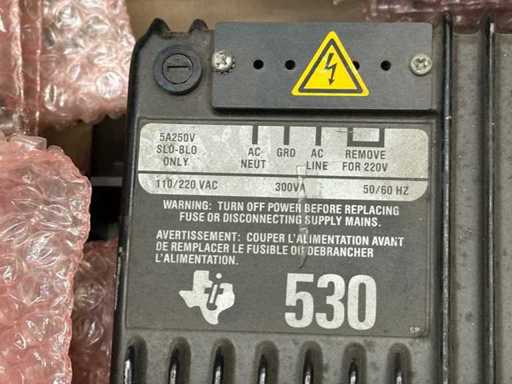 5A250V
SLO-BLO
ONLY
AC
NEUT
GRD
AC
LINE
REMOVE
FOR 220V
110/220 VAC 300VA 50/60 HZ
WARNING: TURN OFF POWER BEFORE REPLACING
FUSE OR DISCONNECTING SUPPLY MAINS.
AVERTISSEMENT: COUPER L'ALIMENTATION AVANT
DE REMPLACER LE FUSIBLE OU DEBRANCHER
L'ALIMENTATION.
530